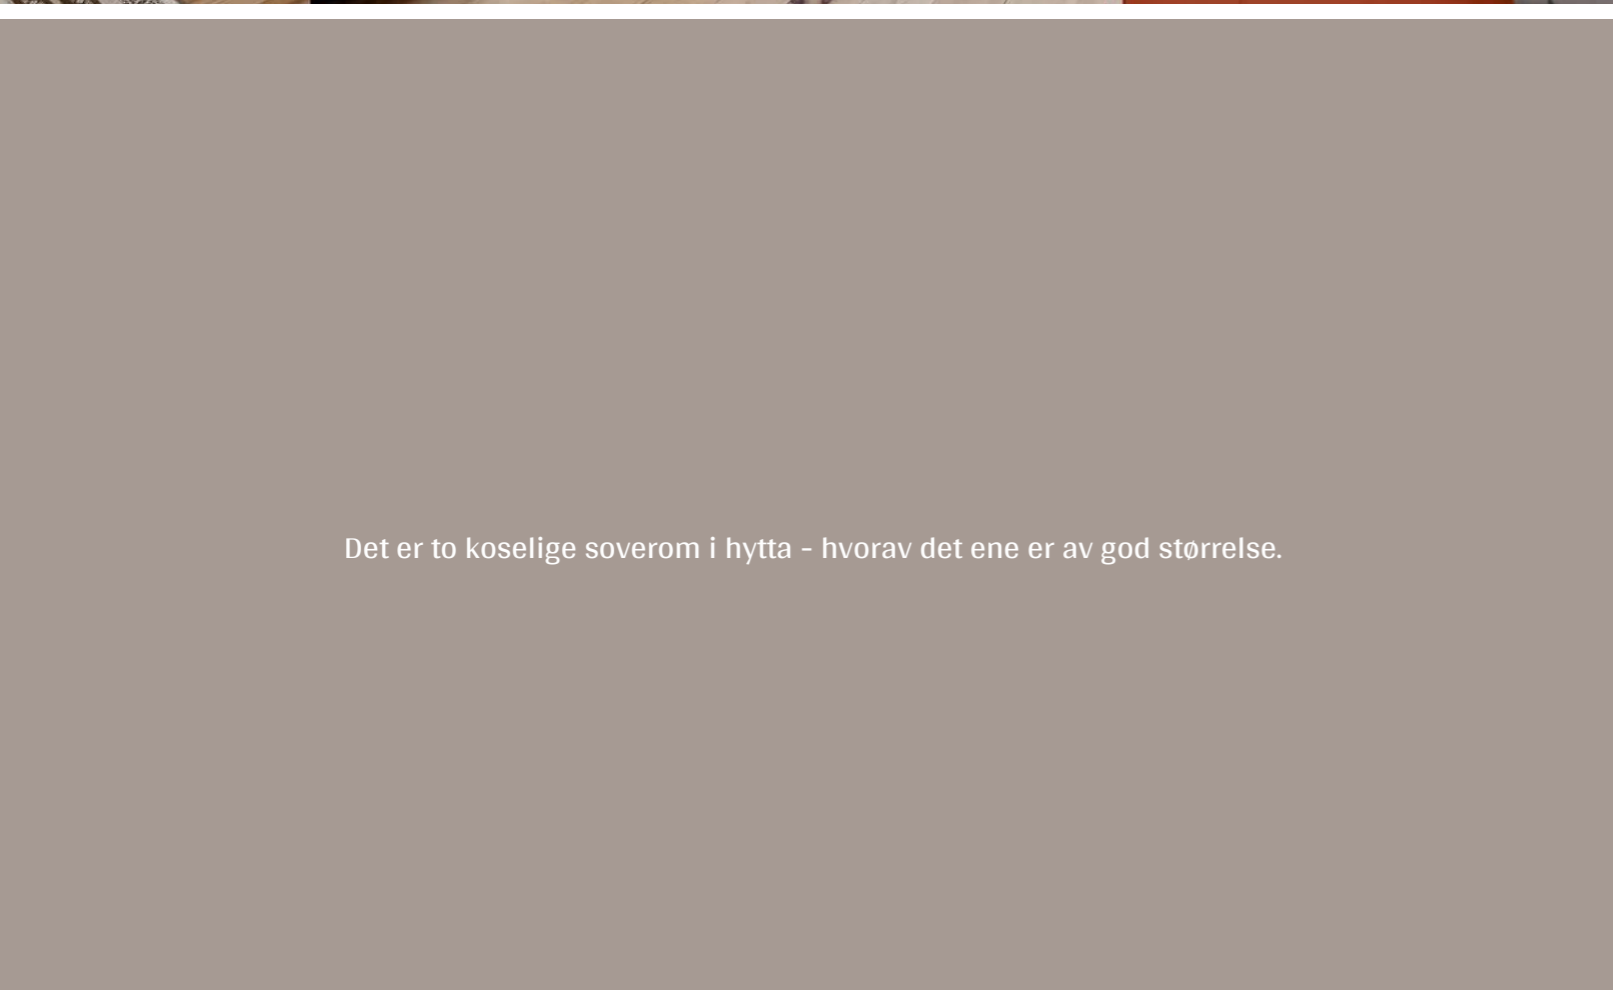 Det er to koselige soverom i hytta - hvorav det ene er av god størrelse.